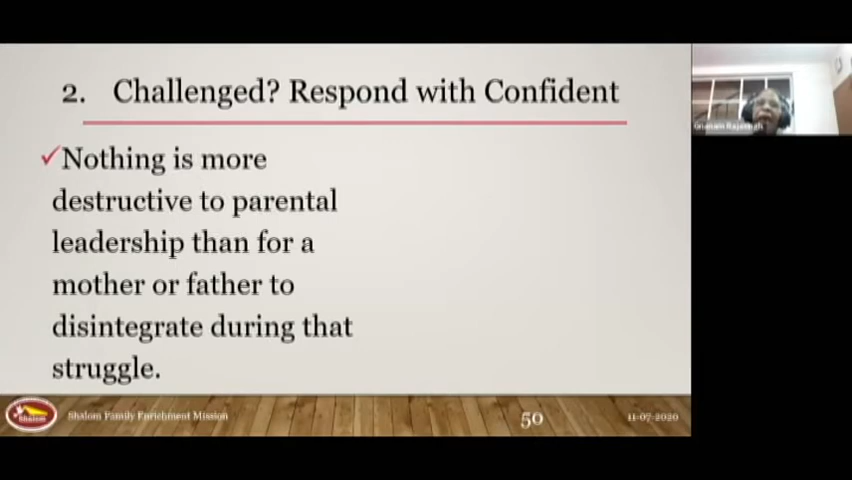 2. Challenged? Respond with Confident
✓Nothing is more
destructive to parental
leadership than for a
mother or father to
disintegrate during that
struggle.
Shalom
Shalom Family Enrichment Mission
50
11-07-2020